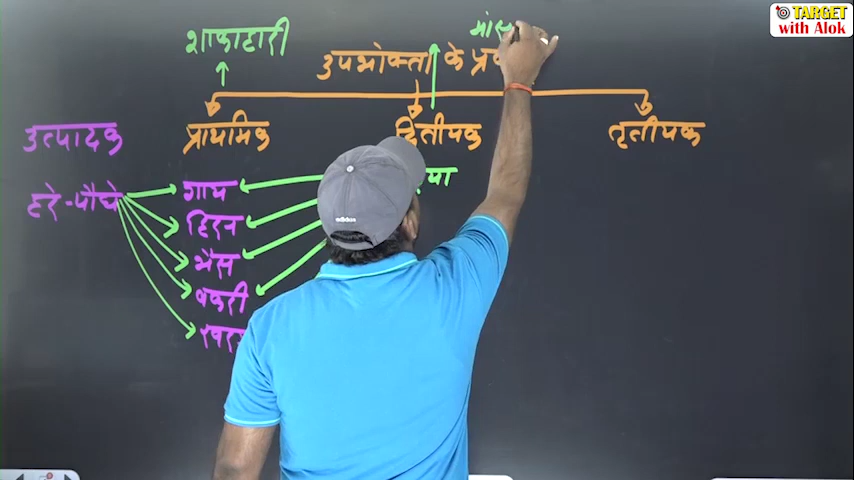 TARGET
with Alok
शाकाहारी मांस
उपभोक्ता के
उत्पादक प्राथमिक द्वितीयक तृतीयक
हरे-पौधे गाय
हिरन
भैंस
बकरी